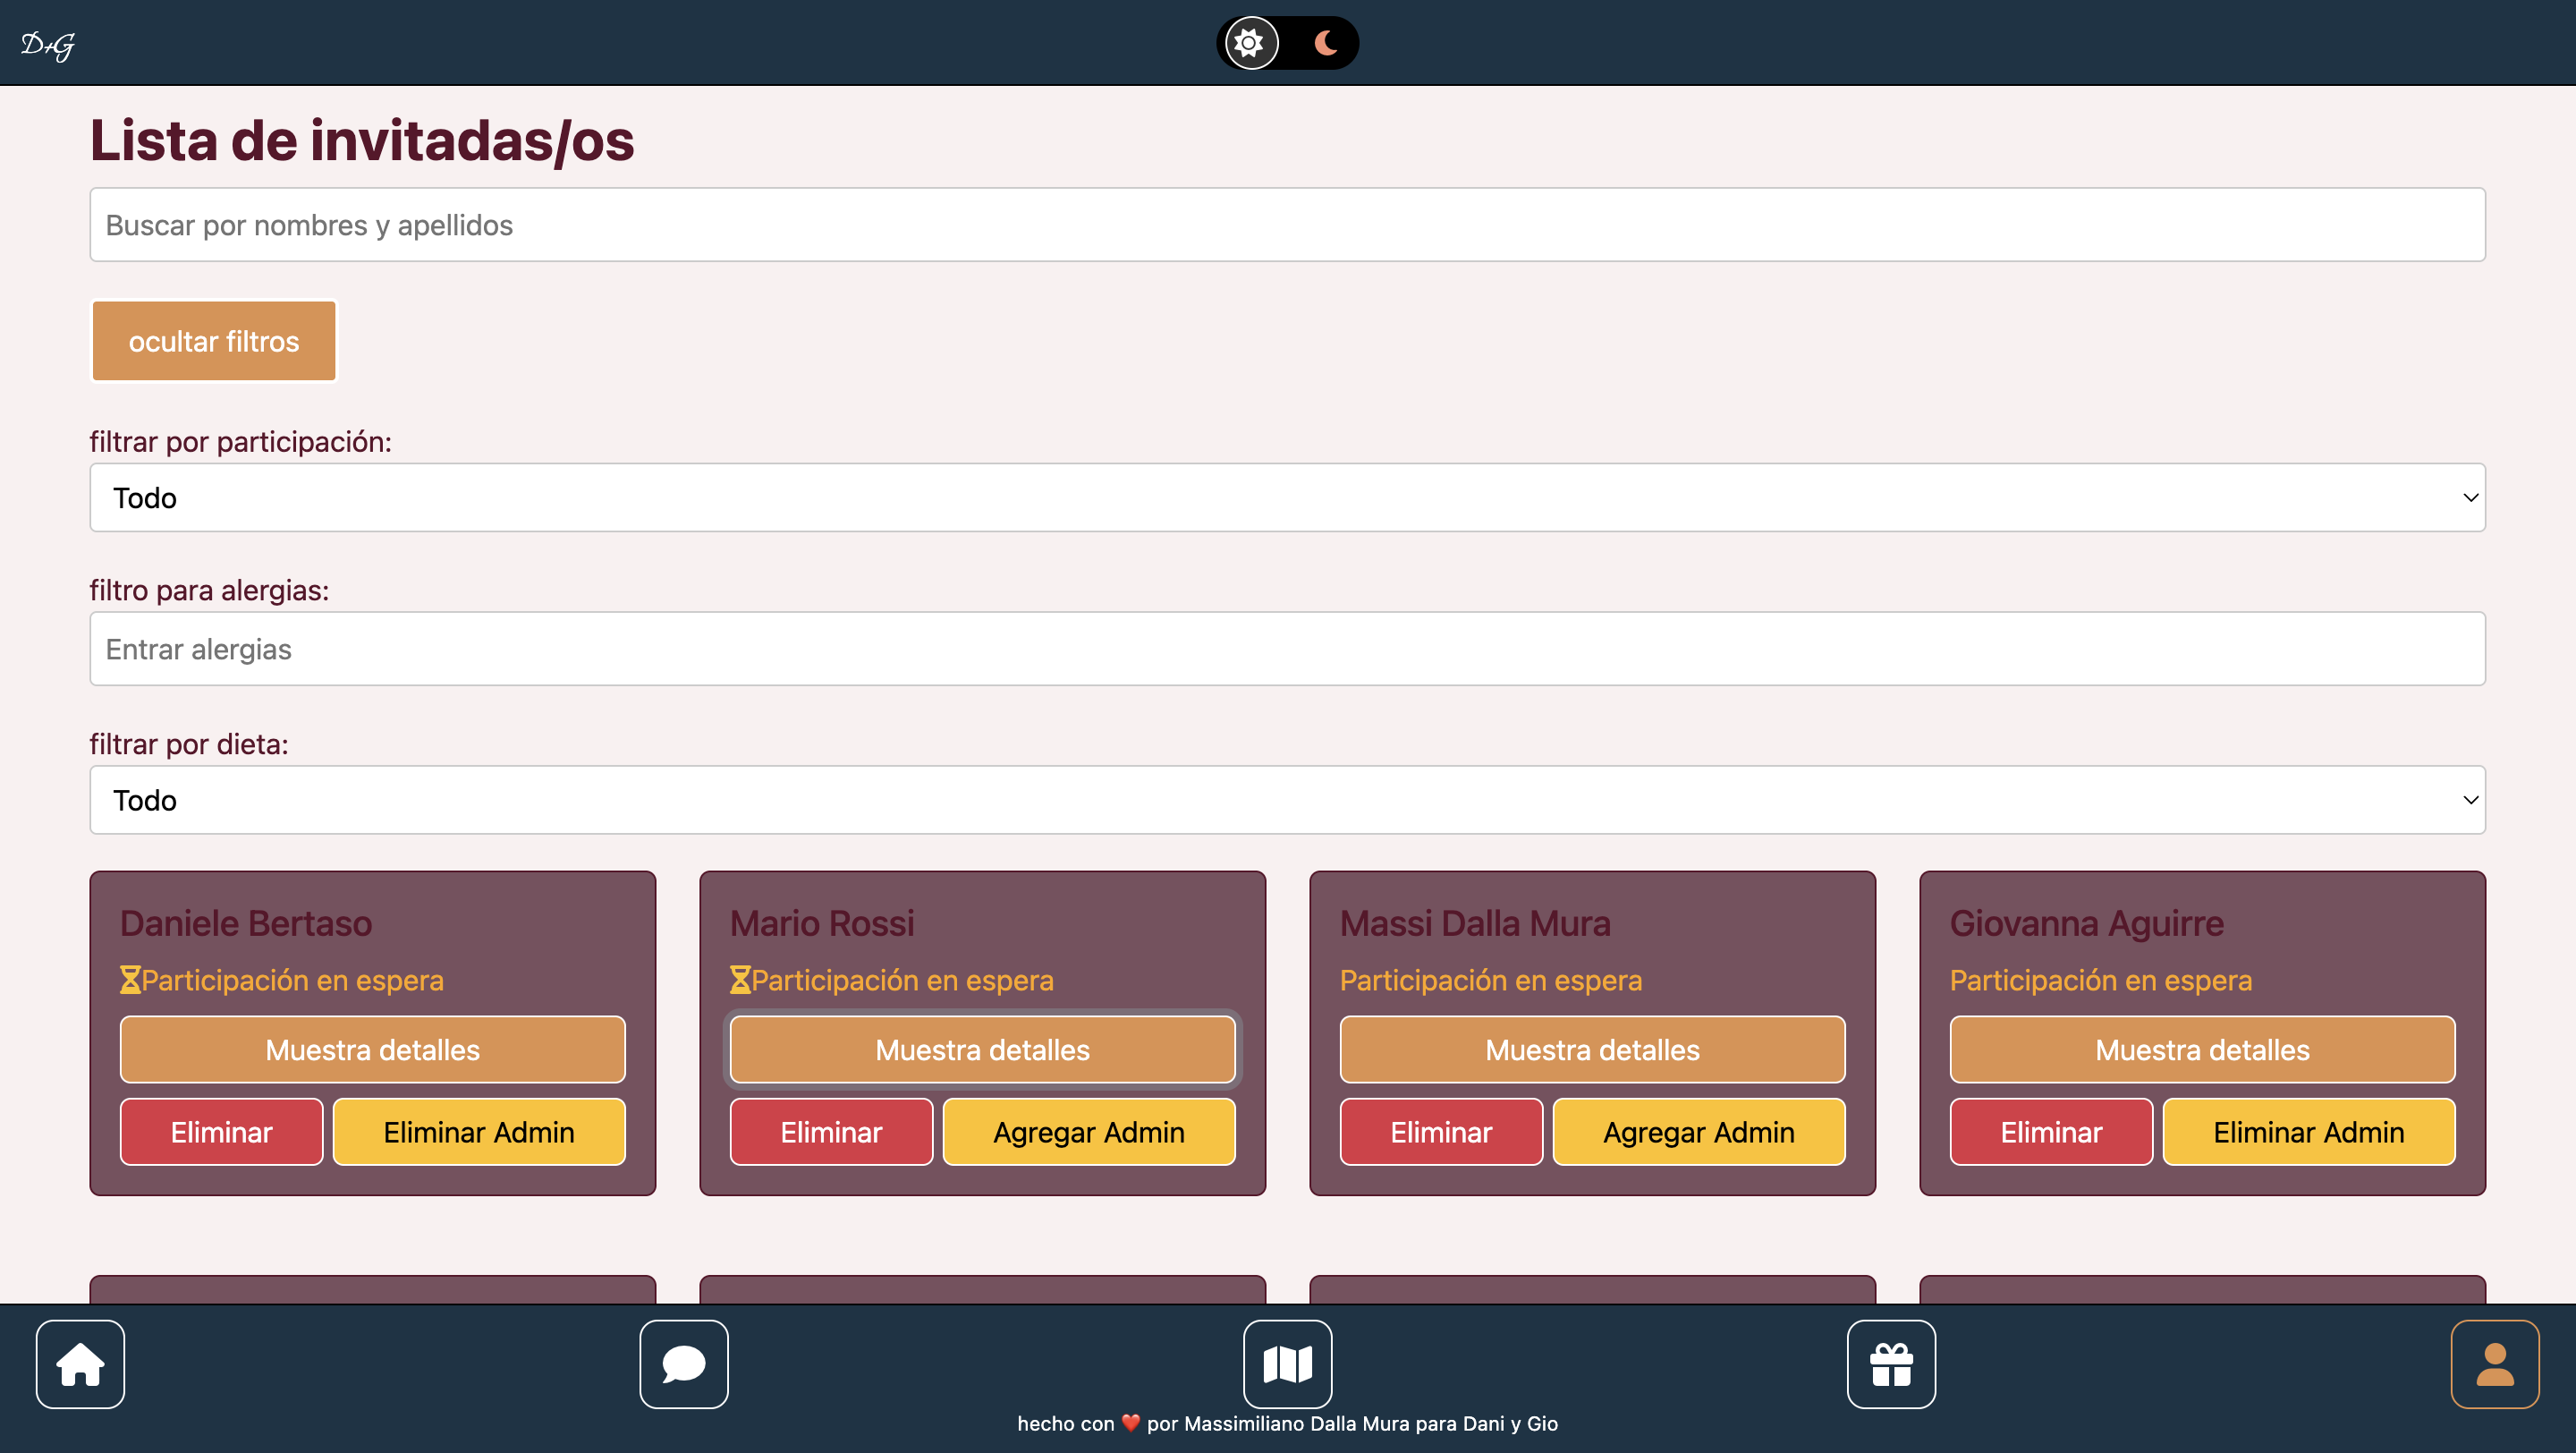 D+G
Lista de invitadas/os
Buscar por nombres y apellidos
ocultar filtros
filtrar por participación:
Todo
filtro para alergias:
Entrar alergias
filtrar por dieta:
Todo
Daniele Bertaso
Participación en espera
Muestra detalles
Eliminar
Eliminar Admin
Mario Rossi
Participación en espera
Muestra detalles
Eliminar
Agregar Admin
Massi Dalla Mura
Participación en espera
Muestra detalles
Eliminar
Agregar Admin
Giovanna Aguirre
Participación en espera
Muestra detalles
Eliminar
Eliminar Admin
hecho con ❤️ por Massimiliano Dalla Mura para Dani y Gio